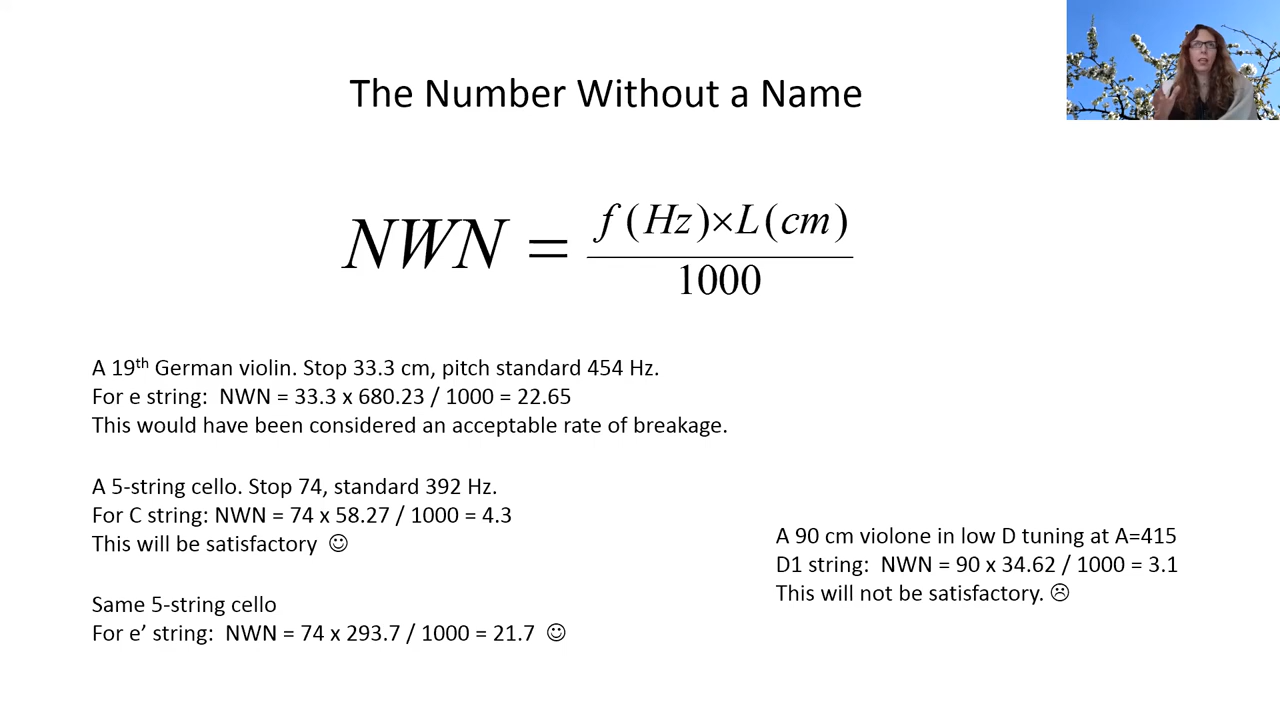 The Number Without a Name
NWN = f (Hz)×L(cm) / 1000
A 19th German violin. Stop 33.3 cm, pitch standard 454 Hz.
For e string: NWN = 33.3 x 680.23 / 1000 = 22.65
This would have been considered an acceptable rate of breakage.
A 5-string cello. Stop 74, standard 392 Hz.
For C string: NWN = 74 x 58.27 / 1000 = 4.3
This will be satisfactory ☺
Same 5-string cello
For e’ string: NWN = 74 x 293.7 / 1000 = 21.7 ☺
A 90 cm violone in low D tuning at A=415
D1 string: NWN = 90 x 34.62 / 1000 = 3.1
This will not be satisfactory. ☹